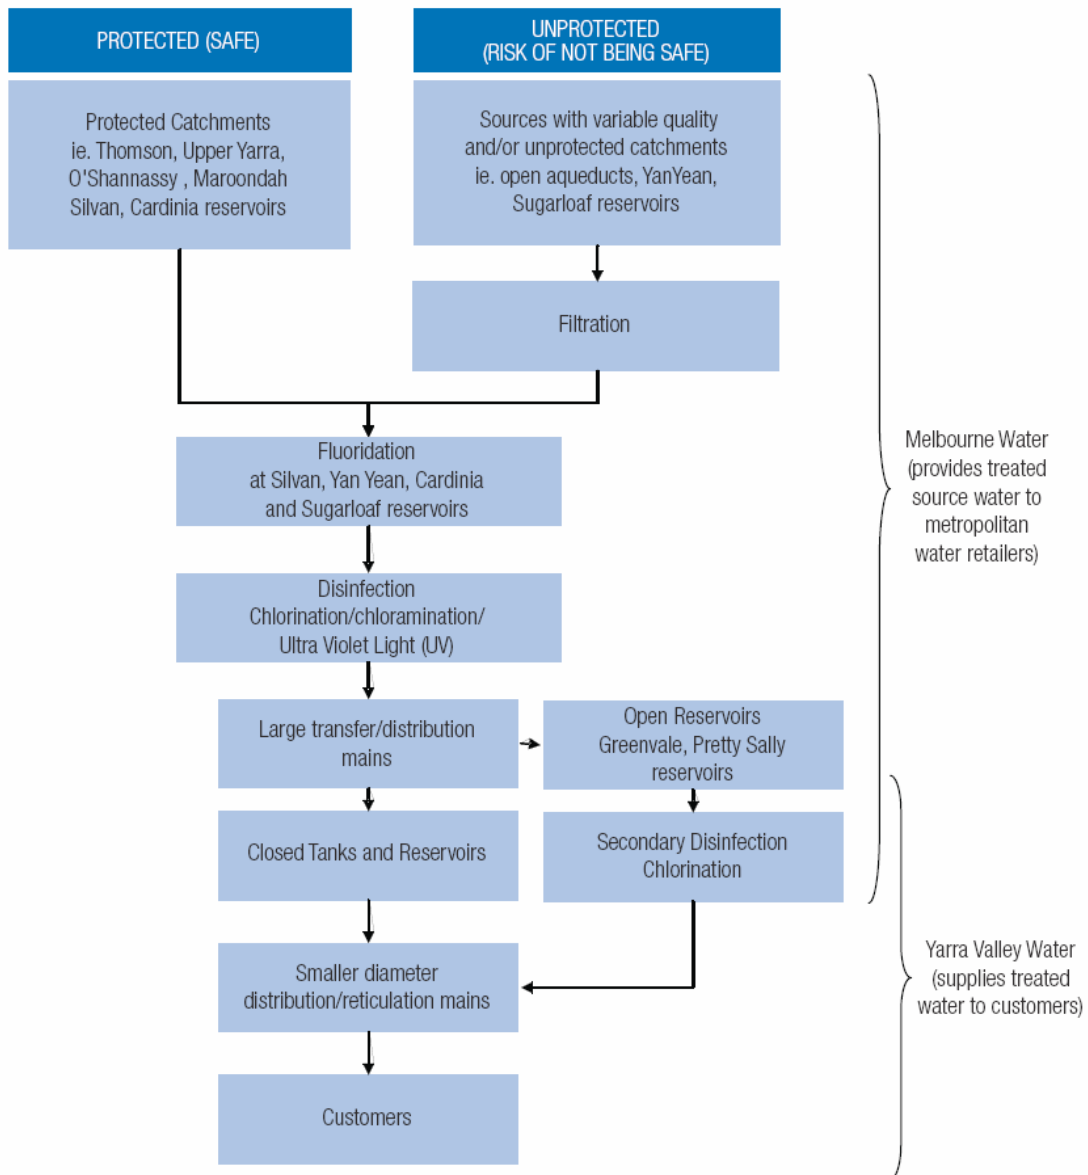 PROTECTED (SAFE)
UNPROTECTED
(RISK OF NOT BEING SAFE)
Protected Catchments
ie. Thomson, Upper Yarra,
O'Shannassy , Maroondah
Silvan, Cardinia reservoirs
Sources with variable quality
and/or unprotected catchments
ie. open aqueducts, YanYean,
Sugarloaf reservoirs
Filtration
Fluoridation
at Silvan, Yan Yean, Cardinia
and Sugarloaf reservoirs
Melbourne Water
(provides treated
source water to
metropolitan
water retailers)
Disinfection
Chlorination/chloramination/
Ultra Violet Light (UV)
Large transfer/distribution
mains
Open Reservoirs
Greenvale, Pretty Sally
reservoirs
Closed Tanks and Reservoirs
Secondary Disinfection
Chlorination
Smaller diameter
distribution/reticulation mains
Yarra Valley Water
(supplies treated
water to customers)
Customers